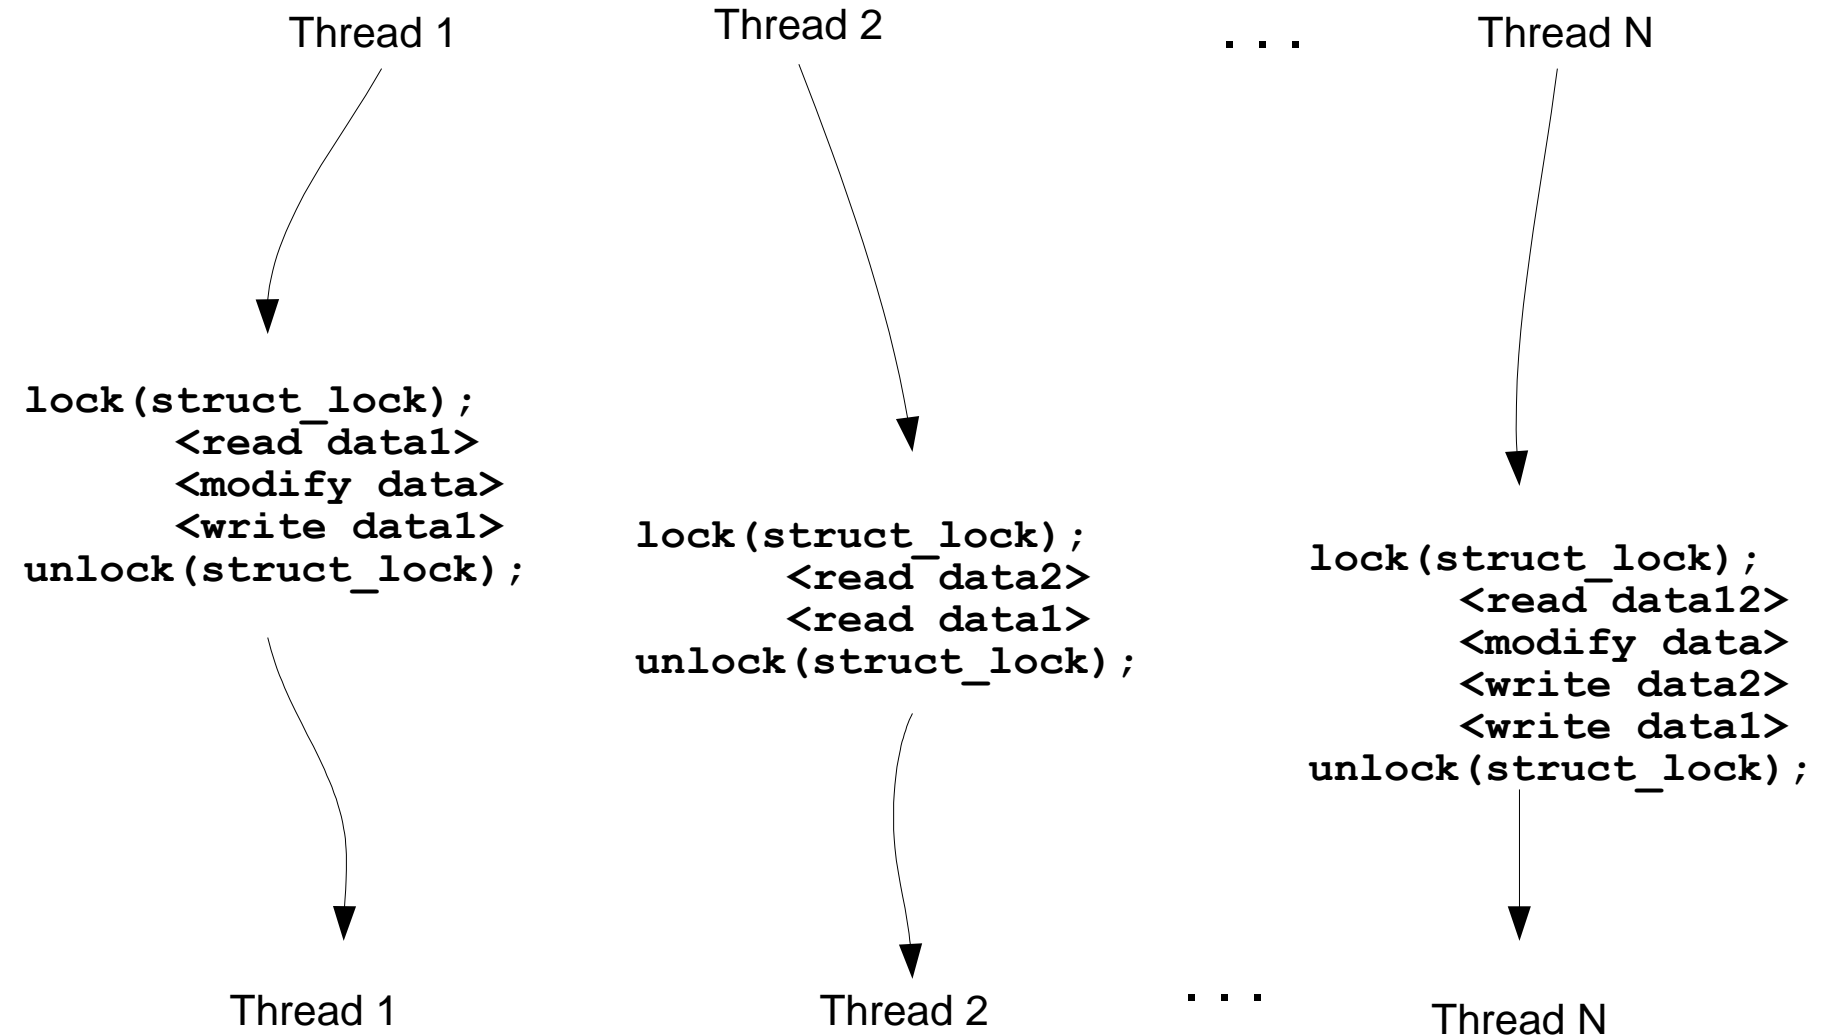 Thread 1
Thread 2
. . .
Thread N
lock(struct_lock);
<read data1>
<modify data>
<write data1>
unlock(struct_lock);
lock(struct_lock);
<read data2>
<read data1>
unlock(struct_lock);
lock(struct_lock);
<read data12>
<modify data>
<write data2>
<write data1>
unlock(struct_lock);
Thread 1
Thread 2
. . .
Thread N